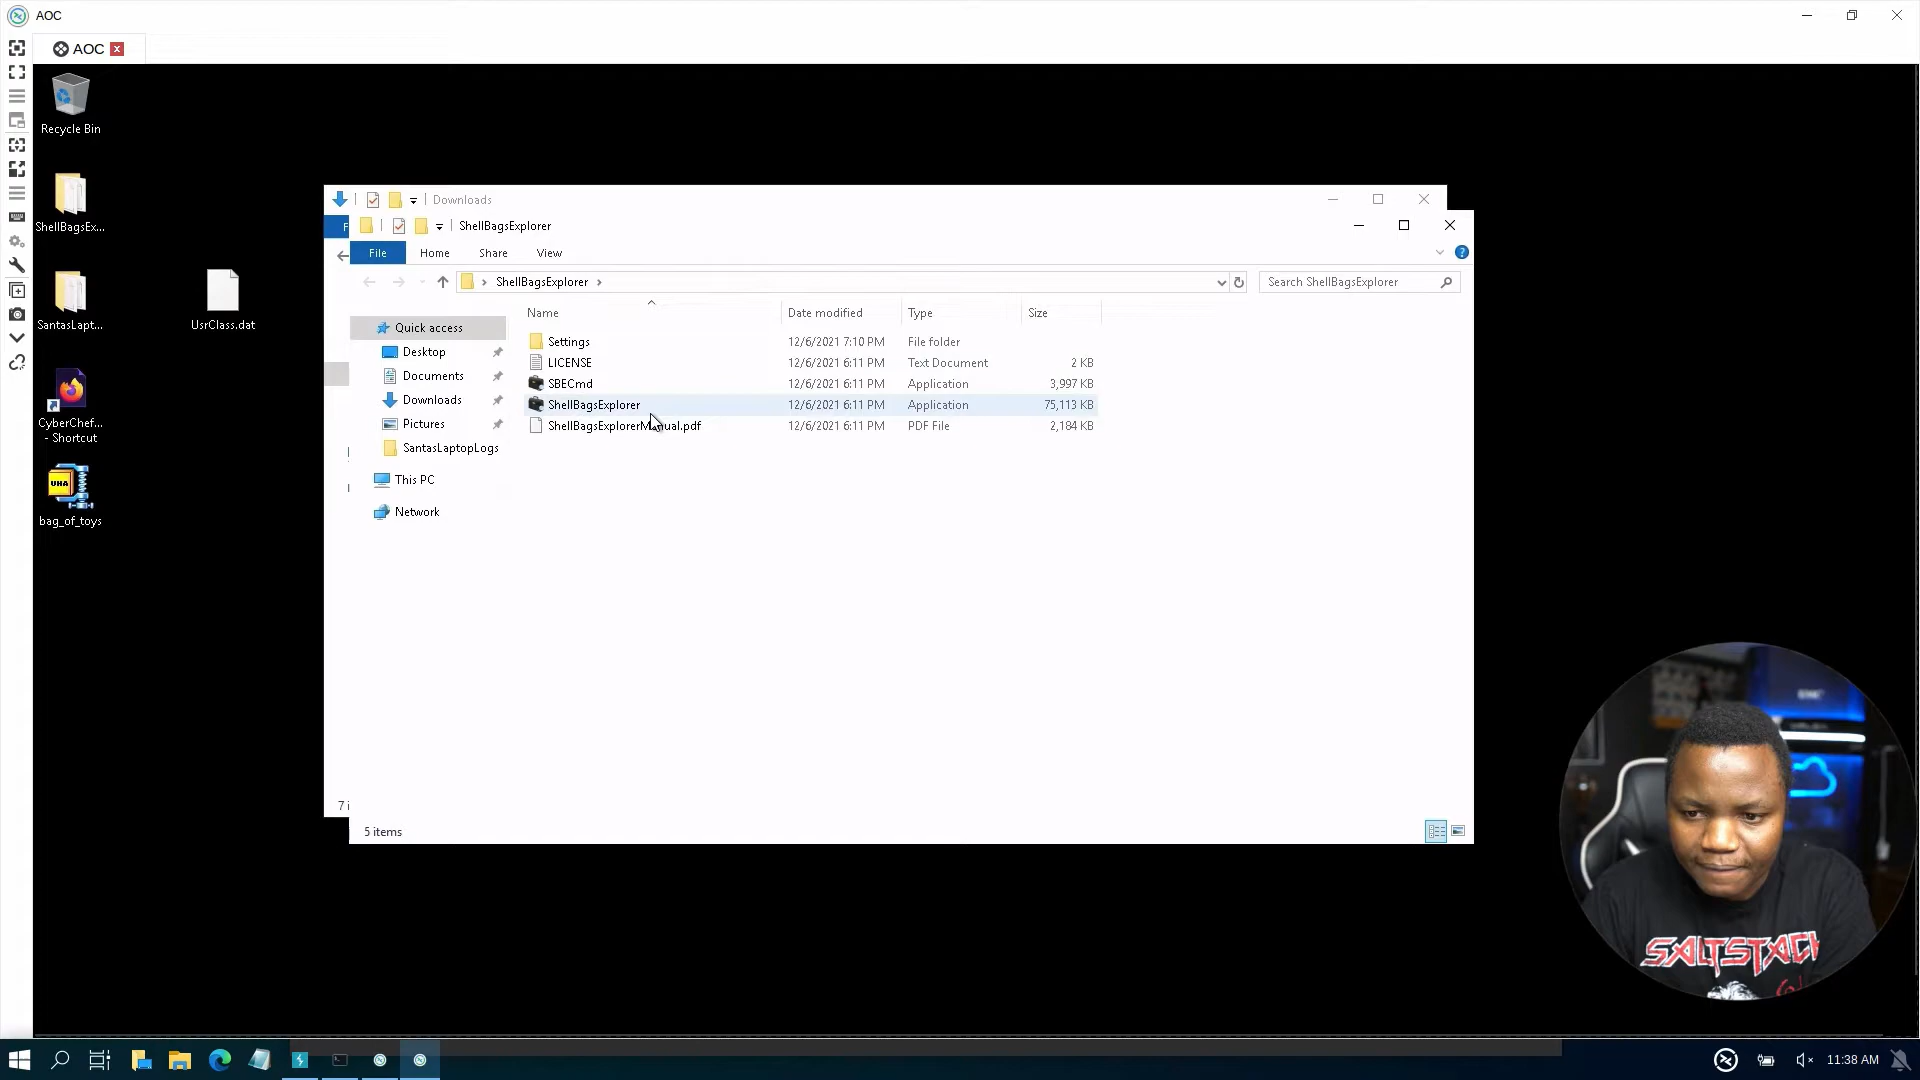 AOC
AOC
Recycle Bin
ShellBagsEx...
SantasLapt...
UsrClass.dat
CyberChef...
- Shortcut
UHA
bag_of_toys
Downloads
F
ShellBagsExplorer
File
Home
Share
View
ShellBagsExplorer
Search ShellBagsExplorer
Name
Date modified
Type
Size
Quick access
Desktop
Documents
Downloads
Pictures
SantasLaptopLogs
This PC
Network
Settings 12/6/2021 7:10 PM File folder
LICENSE 12/6/2021 6:11 PM Text Document 2 KB
SBECmd 12/6/2021 6:11 PM Application 3,997 KB
ShellBagsExplorer 12/6/2021 6:11 PM Application 75,113 KB
ShellBagsExplorerManual.pdf 12/6/2021 6:11 PM PDF File 2,184 KB
7 i
5 items
SALTSTACK
11:38 AM